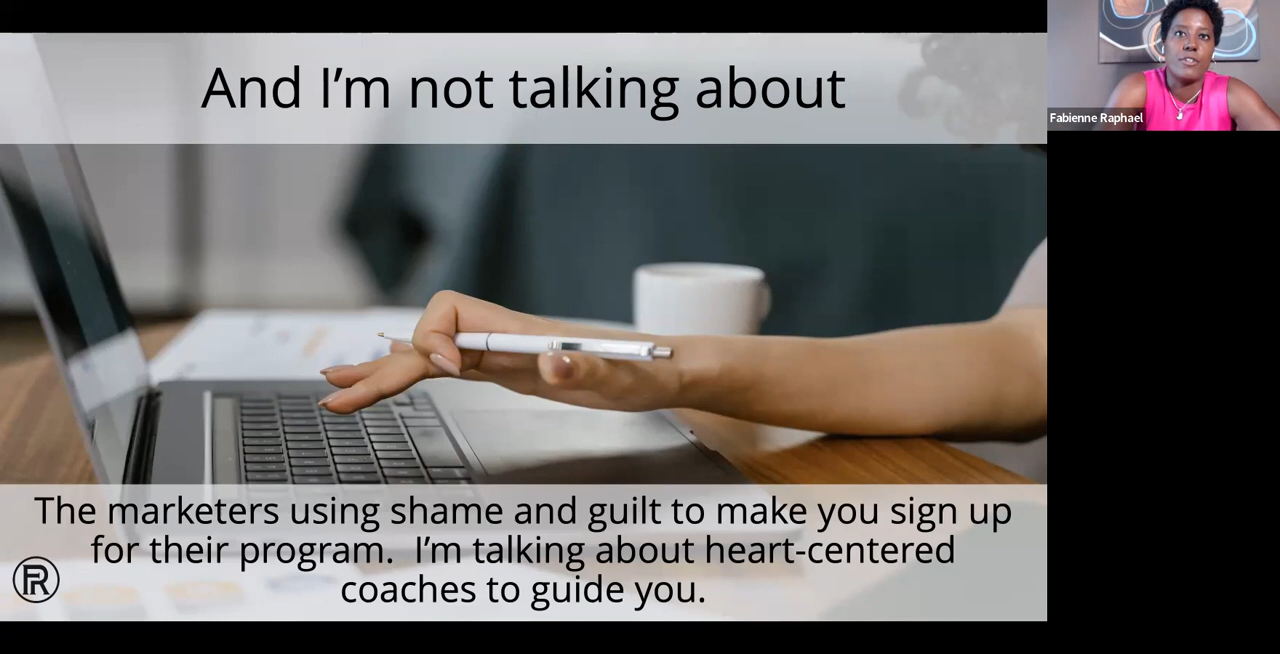 And I’m not talking about
Fabienne Raphael
The marketers using shame and guilt to make you sign up
for their program.  I’m talking about heart-centered
coaches to guide you.
FR